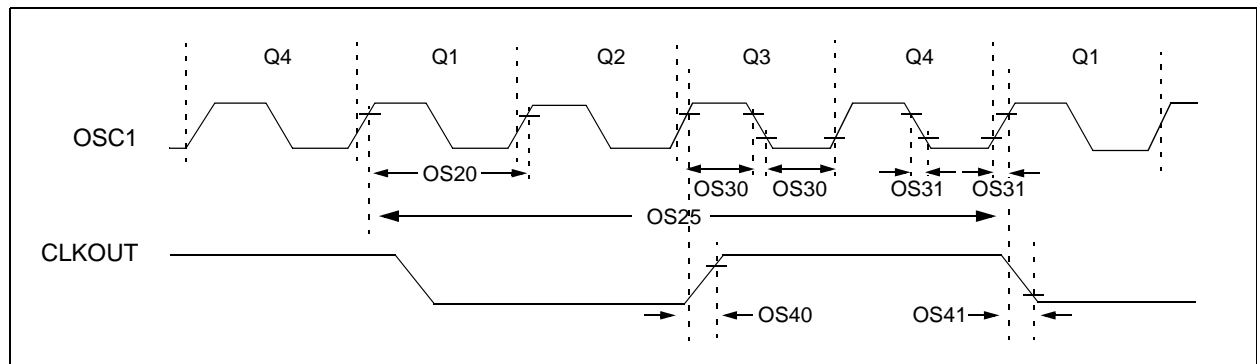 Q4 Q1 Q2 Q3 Q4 Q1
OSC1
OS20 OS30 OS30 OS31 OS31
OS25
CLKOUT
OS40 OS41